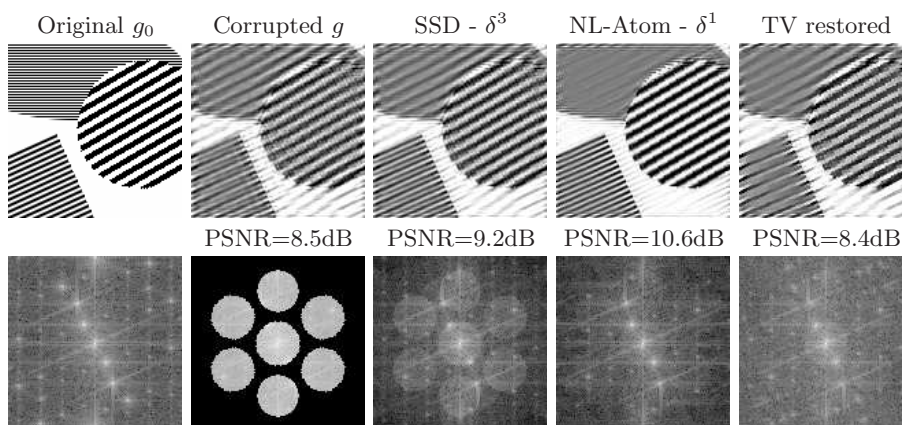 Original g₀ Corrupted g SSD - δ³ NL-Atom - δ¹ TV restored
PSNR=8.5dB PSNR=9.2dB PSNR=10.6dB PSNR=8.4dB